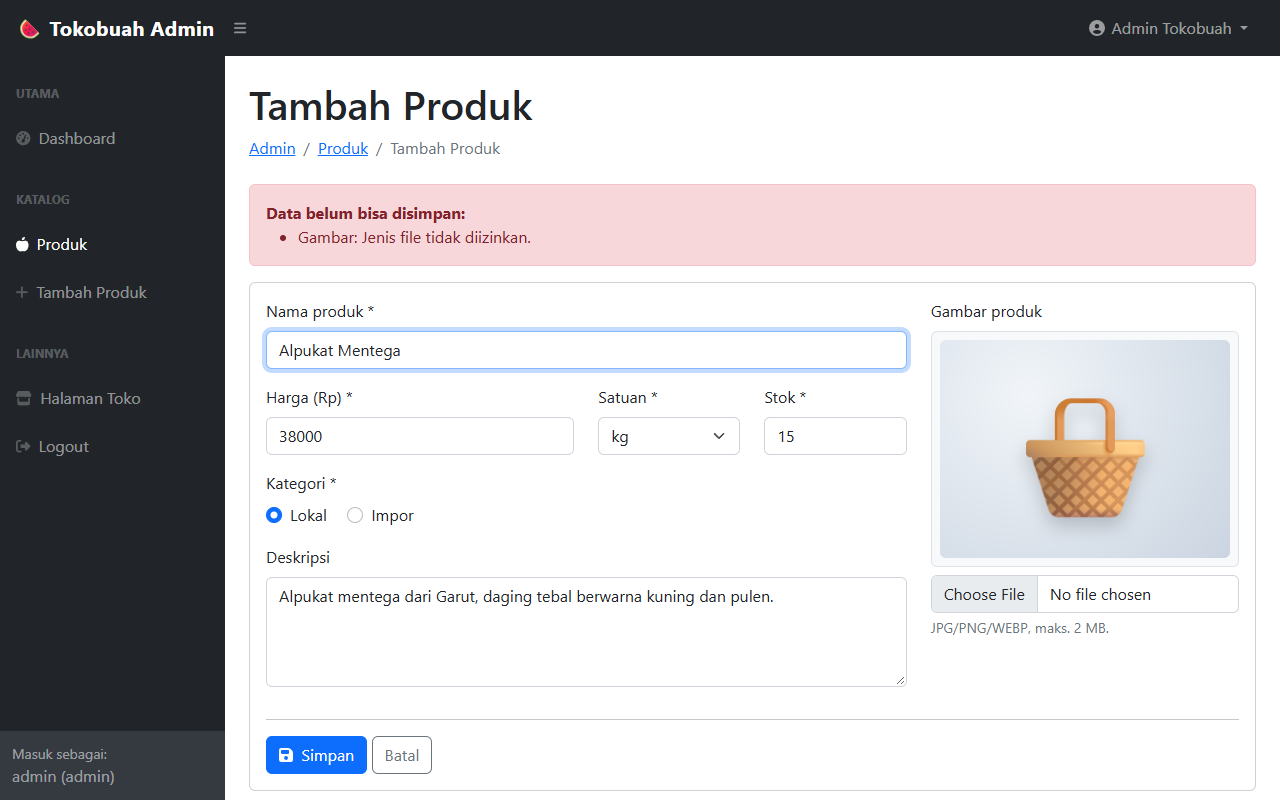 Tokobuah Admin
Admin Tokobuah
UTAMA
Dashboard
KATALOG
Produk
Tambah Produk
LAINNYA
Halaman Toko
Logout
Masuk sebagai:
admin (admin)
Tambah Produk
Admin / Produk / Tambah Produk
Data belum bisa disimpan:
• Gambar: Jenis file tidak diizinkan.
Nama produk *
Alpukat Mentega
Harga (Rp) *
38000
Satuan *
kg
Stok *
15
Kategori *
Lokal
Impor
Deskripsi
Alpukat mentega dari Garut, daging tebal berwarna kuning dan pulen.
Gambar produk
Choose File No file chosen
JPG/PNG/WEBP, maks. 2 MB.
Simpan
Batal